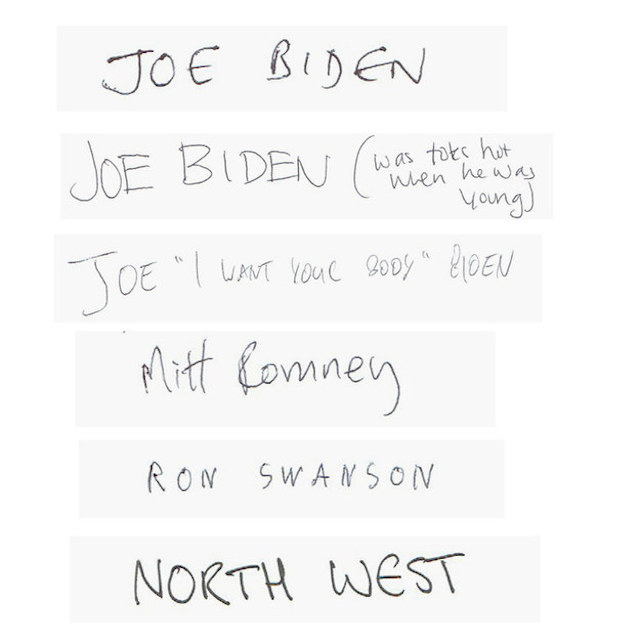 JOE BIDEN
JOE BIDEN (was toks hot
when he was
young)
JOE "I WANT YOUR BODY" BIDEN
Mitt Romney
RON SWANSON
NORTH WEST